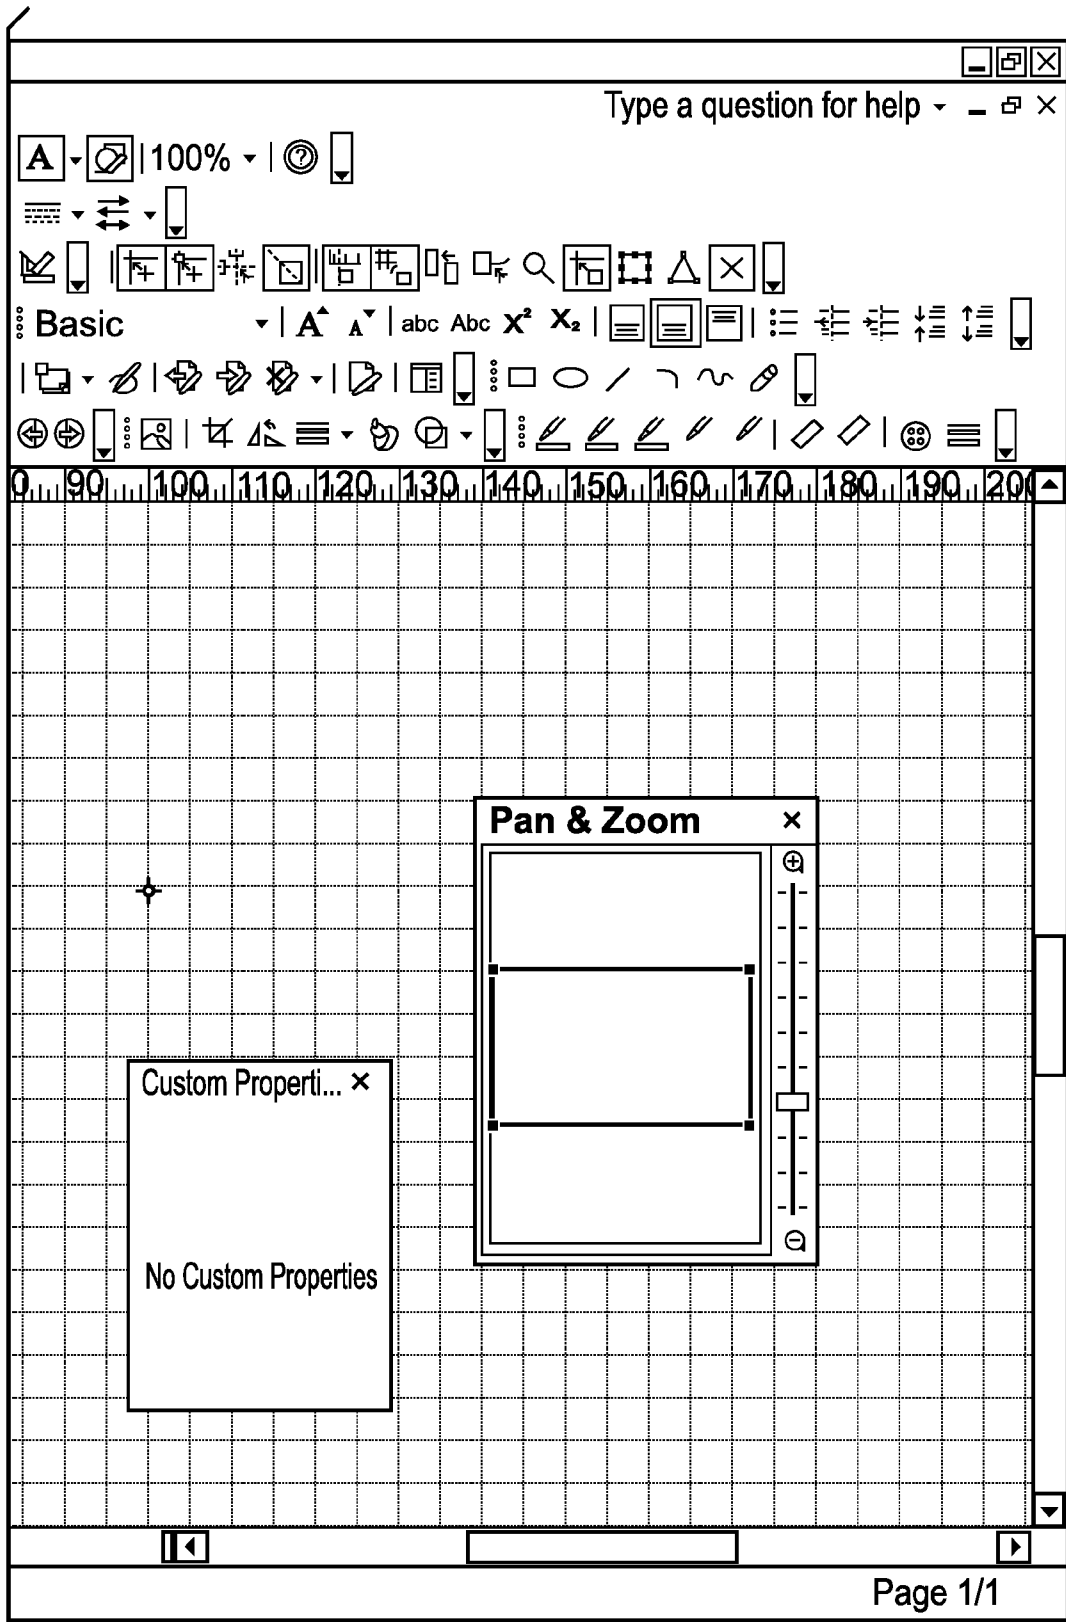 Type a question for help
A 100% ?
Basic A A abc Abc X² X₂
0 90 100 110 120 130 140 150 160 170 180 190 200
Pan & Zoom
Custom Properti...
No Custom Properties
Page 1/1